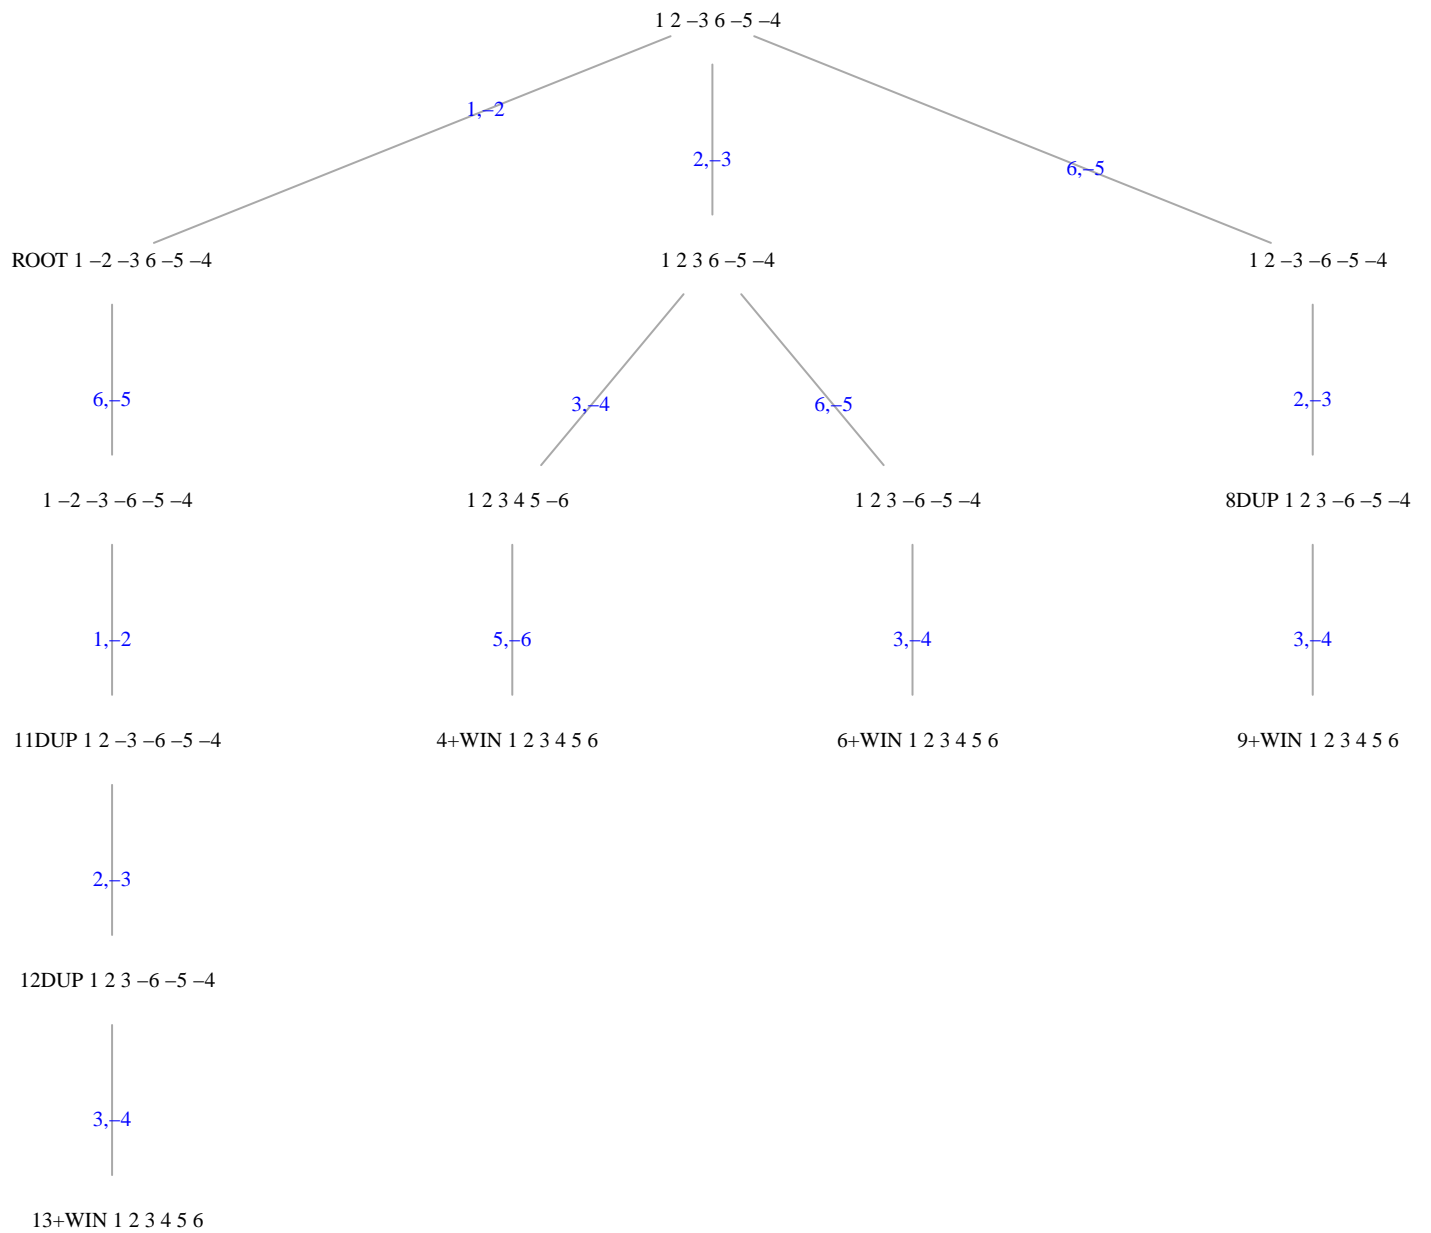 1 2 –3 6 –5 –4
1,–2
2,–3
6,–5
ROOT 1 –2 –3 6 –5 –4
1 2 3 6 –5 –4
1 2 –3 –6 –5 –4
6,–5
3,–4
6,–5
2,–3
1 –2 –3 –6 –5 –4
1 2 3 4 5 –6
1 2 3 –6 –5 –4
8DUP 1 2 3 –6 –5 –4
1,–2
5,–6
3,–4
3,–4
11DUP 1 2 –3 –6 –5 –4
4+WIN 1 2 3 4 5 6
6+WIN 1 2 3 4 5 6
9+WIN 1 2 3 4 5 6
2,–3
12DUP 1 2 3 –6 –5 –4
3,–4
13+WIN 1 2 3 4 5 6